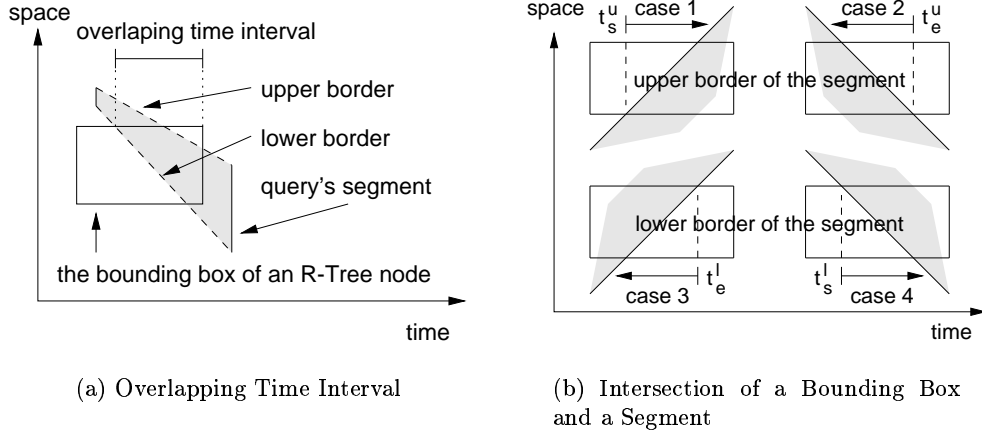 space
overlaping time interval
upper border
lower border
query's segment
the bounding box of an R-Tree node
time
(a) Overlapping Time Interval
space
t_s^u case 1
case 2 t_e^u
upper border of the segment
lower border of the segment
case 3 t_e^l
t_s^l case 4
time
(b) Intersection of a Bounding Box
and a Segment